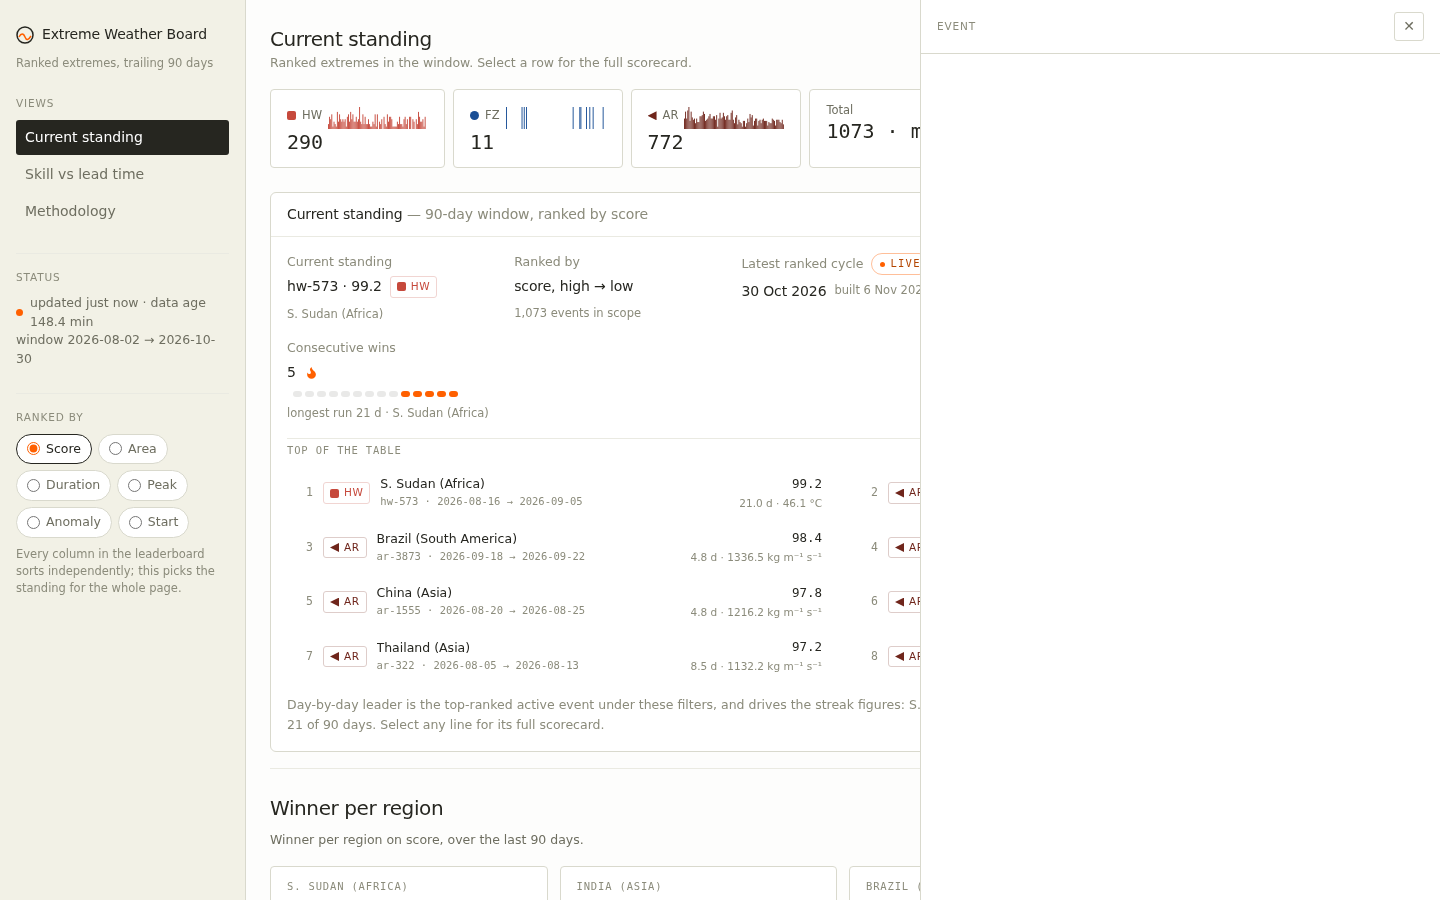 Extreme Weather Board
Ranked extremes, trailing 90 days
VIEWS
Current standing
Skill vs lead time
Methodology
STATUS
updated just now · data age
148.4 min
window 2026-08-02 → 2026-10-
30
RANKED BY
Score
Area
Duration
Peak
Anomaly
Start
Every column in the leaderboard
sorts independently; this picks the
standing for the whole page.
Current standing
Ranked extremes in the window. Select a row for the full scorecard.
HW
290
FZ
11
AR
772
Total
1073 · m
Current standing — 90-day window, ranked by score
Current standing
hw-573 · 99.2 HW
S. Sudan (Africa)
Ranked by
score, high → low
1,073 events in scope
Latest ranked cycle LIVE
30 Oct 2026 built 6 Nov 202
Consecutive wins
5
longest run 21 d · S. Sudan (Africa)
TOP OF THE TABLE
1 HW S. Sudan (Africa) 99.2
hw-573 · 2026-08-16 → 2026-09-05 21.0 d · 46.1 °C
2 AR
3 AR Brazil (South America) 98.4
ar-3873 · 2026-09-18 → 2026-09-22 4.8 d · 1336.5 kg m⁻¹ s⁻¹
4 AR
5 AR China (Asia) 97.8
ar-1555 · 2026-08-20 → 2026-08-25 4.8 d · 1216.2 kg m⁻¹ s⁻¹
6 AR
7 AR Thailand (Asia) 97.2
ar-322 · 2026-08-05 → 2026-08-13 8.5 d · 1132.2 kg m⁻¹ s⁻¹
8 AR
Day-by-day leader is the top-ranked active event under these filters, and drives the streak figures: S.
21 of 90 days. Select any line for its full scorecard.
Winner per region
Winner per region on score, over the last 90 days.
S. SUDAN (AFRICA)
INDIA (ASIA)
BRAZIL (
EVENT
✕